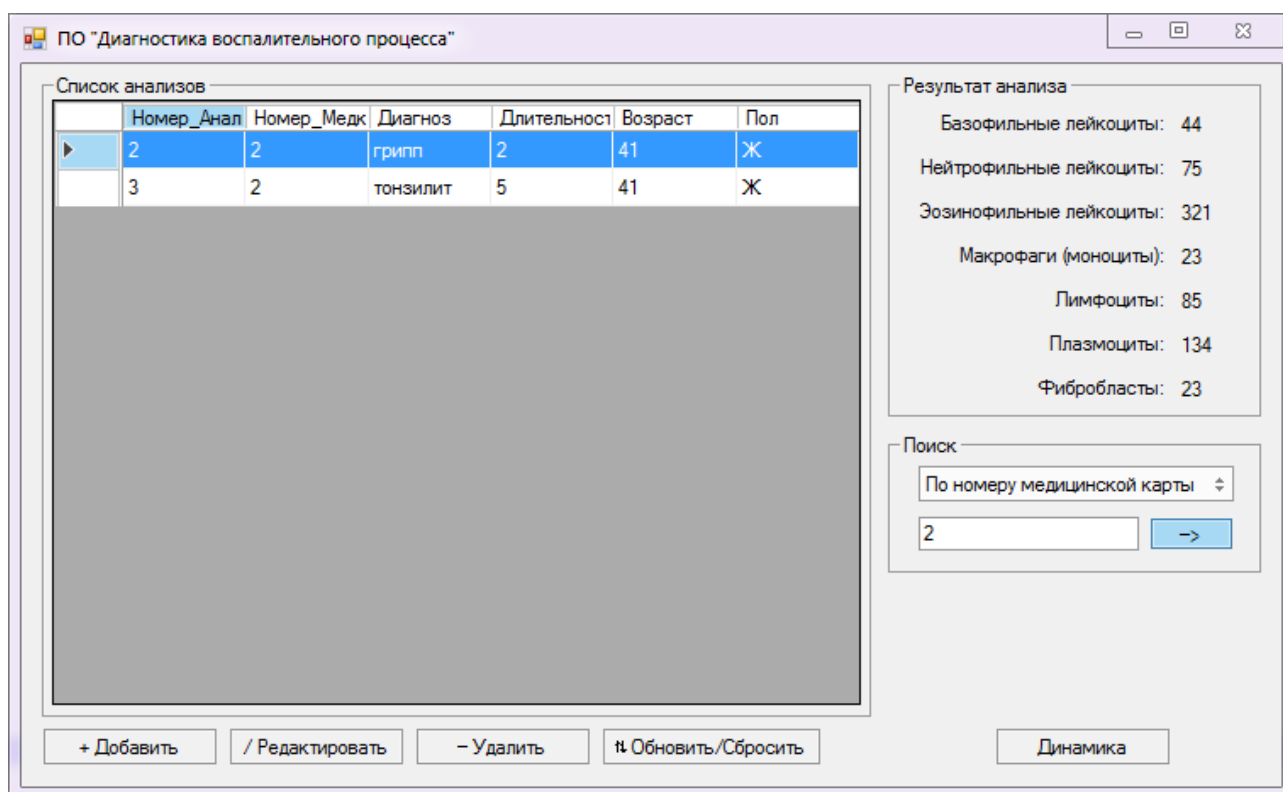 ПО "Диагностика воспалительного процесса"
Список анализов
Номер_Анал Номер_Медк Диагноз Длительност Возраст Пол
2 2 грипп 2 41 Ж
3 2 тонзилит 5 41 Ж
Результат анализа
Базофильные лейкоциты: 44
Нейтрофильные лейкоциты: 75
Эозинофильные лейкоциты: 321
Макрофаги (моноциты): 23
Лимфоциты: 85
Плазмоциты: 134
Фибробласты: 23
Поиск
По номеру медицинской карты
2 –>
+ Добавить / Редактировать – Удалить ⇅ Обновить/Сбросить Динамика